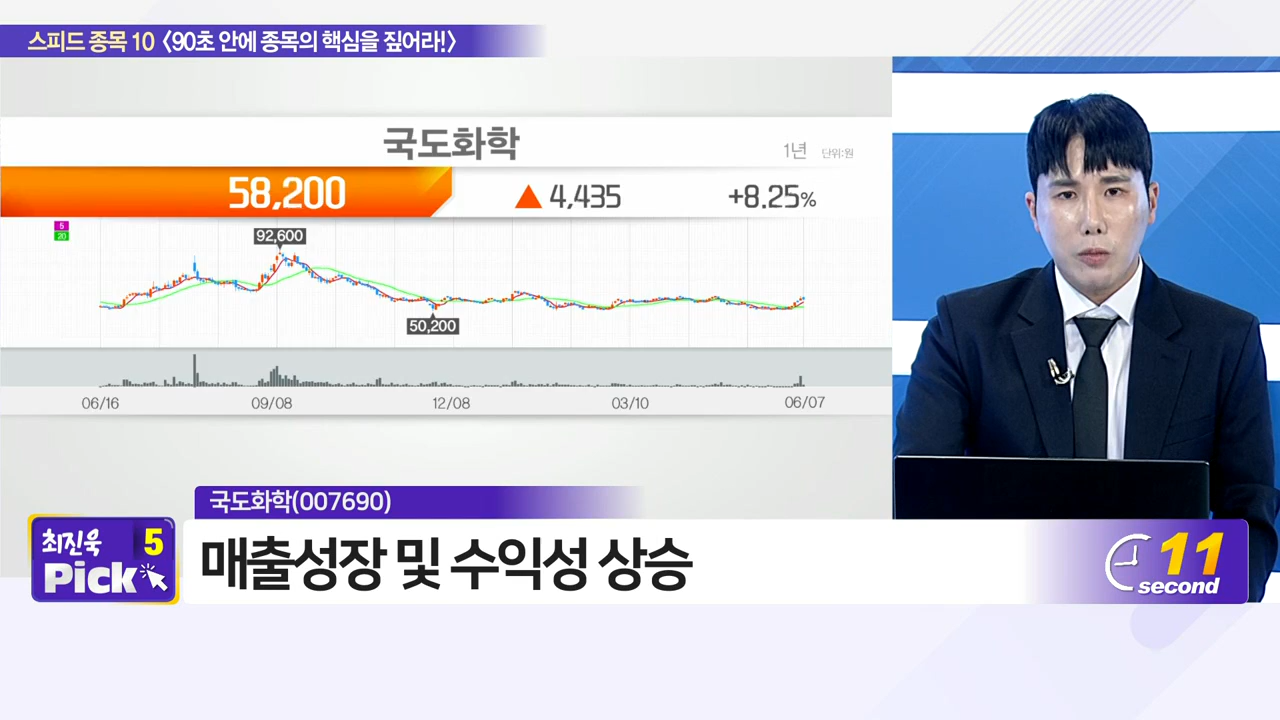 스피드 종목 10 〈90초 안에 종목의 핵심을 짚어라!〉
국도화학
1년 단위:원
58,200 ▲ 4,435 +8.25%
5
20
92,600
50,200
06/16 09/08 12/08 03/10 06/07
국도화학(007690)
최진욱 5
Pick
매출성장 및 수익성 상승
11
second